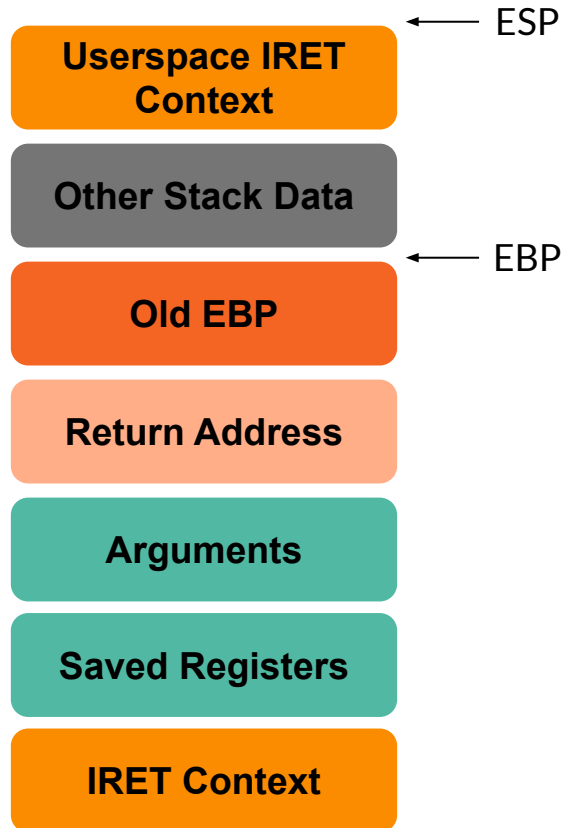 ESP
Userspace IRET
Context
Other Stack Data
EBP
Old EBP
Return Address
Arguments
Saved Registers
IRET Context